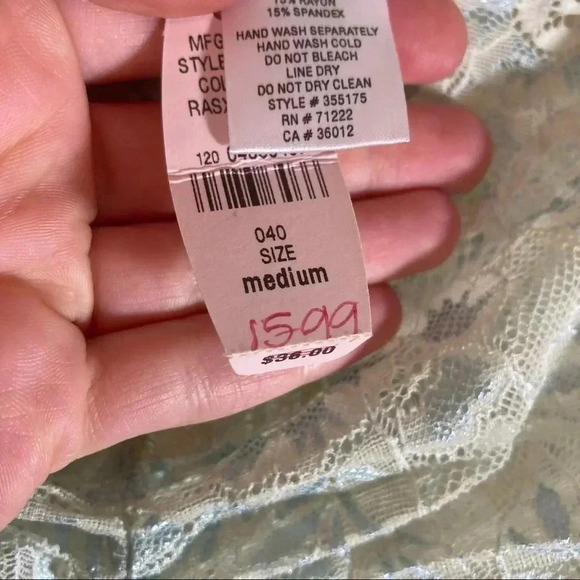 15% SPANDEX
HAND WASH SEPARATELY
HAND WASH COLD
DO NOT BLEACH
LINE DRY
DO NOT DRY CLEAN
STYLE # 355175
RN # 71222
CA # 36012
MFG
STYLE
120
040
SIZE
medium
1599
$36.00